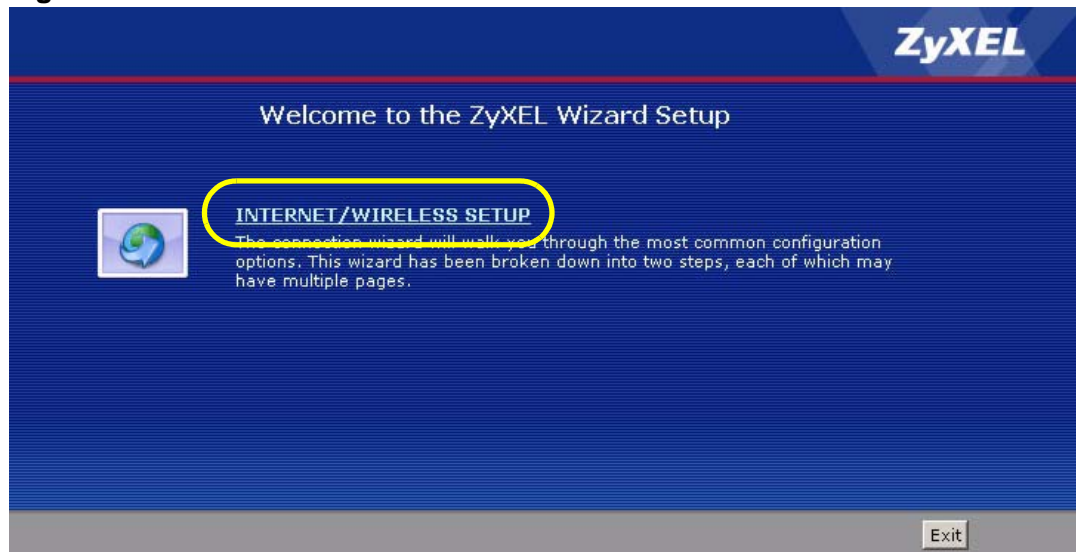 ZyXEL
Welcome to the ZyXEL Wizard Setup
INTERNET/WIRELESS SETUP
The connection wizard will walk you through the most common configuration
options. This wizard has been broken down into two steps, each of which may
have multiple pages.
Exit